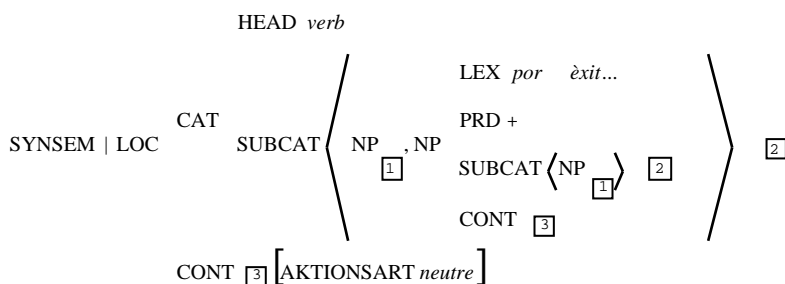 HEAD verb
LEX por èxit...
CAT
PRD +
SYNSEM | LOC SUBCAT ⟨ NP 1 , NP SUBCAT ⟨NP 1 ⟩ 2 ⟩ 2
CONT 3
CONT 3 [AKTIONSART neutre]